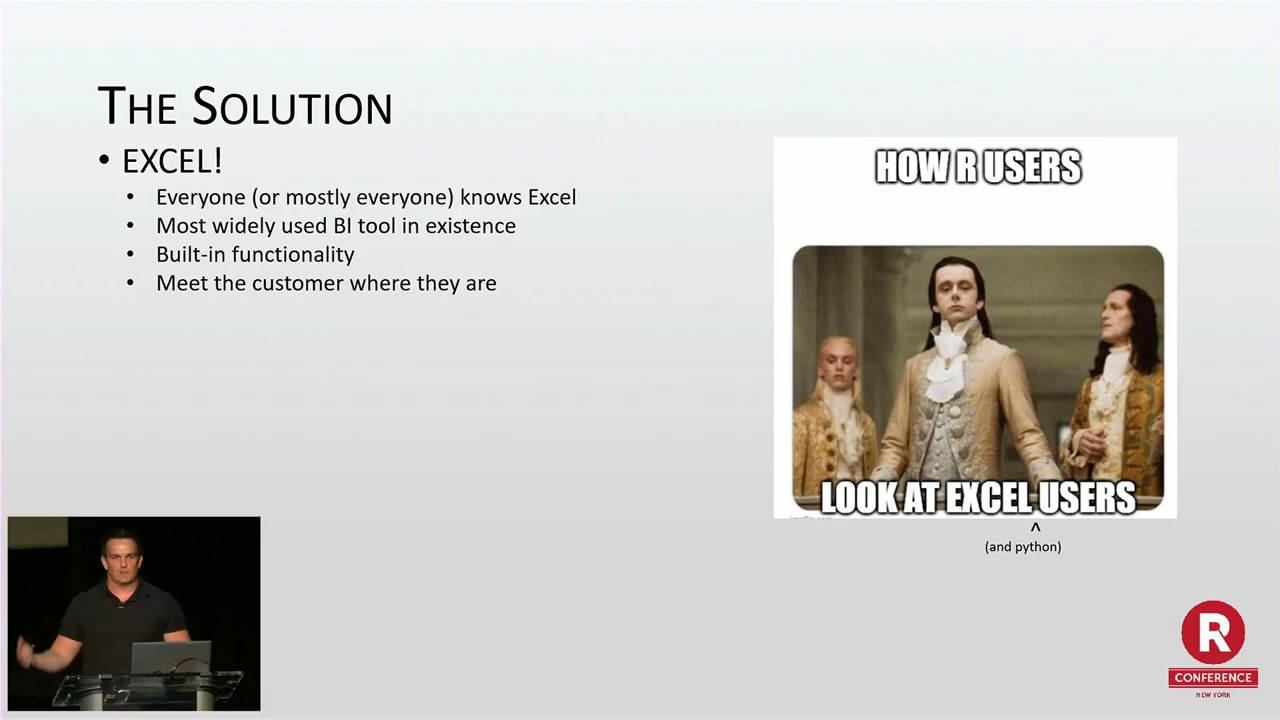 THE SOLUTION
• EXCEL!
• Everyone (or mostly everyone) knows Excel
• Most widely used BI tool in existence
• Built-in functionality
• Meet the customer where they are
HOW R USERS
LOOK AT EXCEL USERS
^
(and python)
R
CONFERENCE
NEW YORK